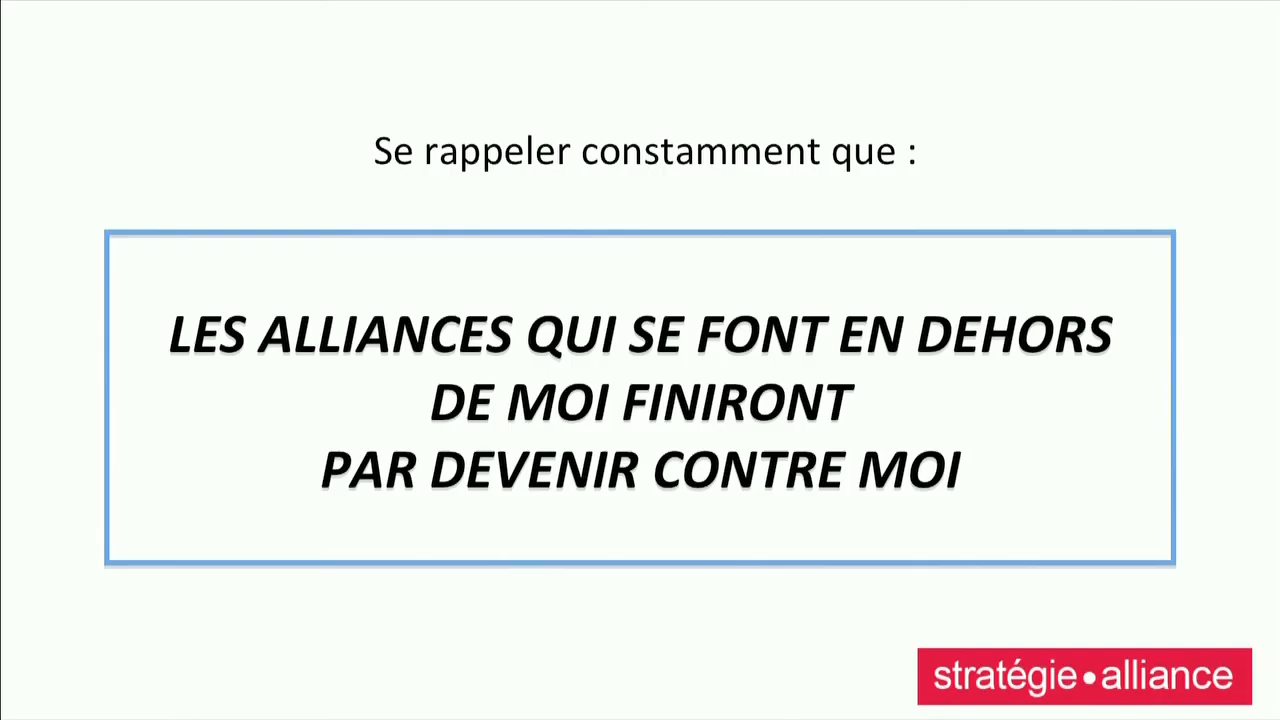 Se rappeler constamment que :
LES ALLIANCES QUI SE FONT EN DEHORS
DE MOI FINIRONT
PAR DEVENIR CONTRE MOI
stratégie•alliance